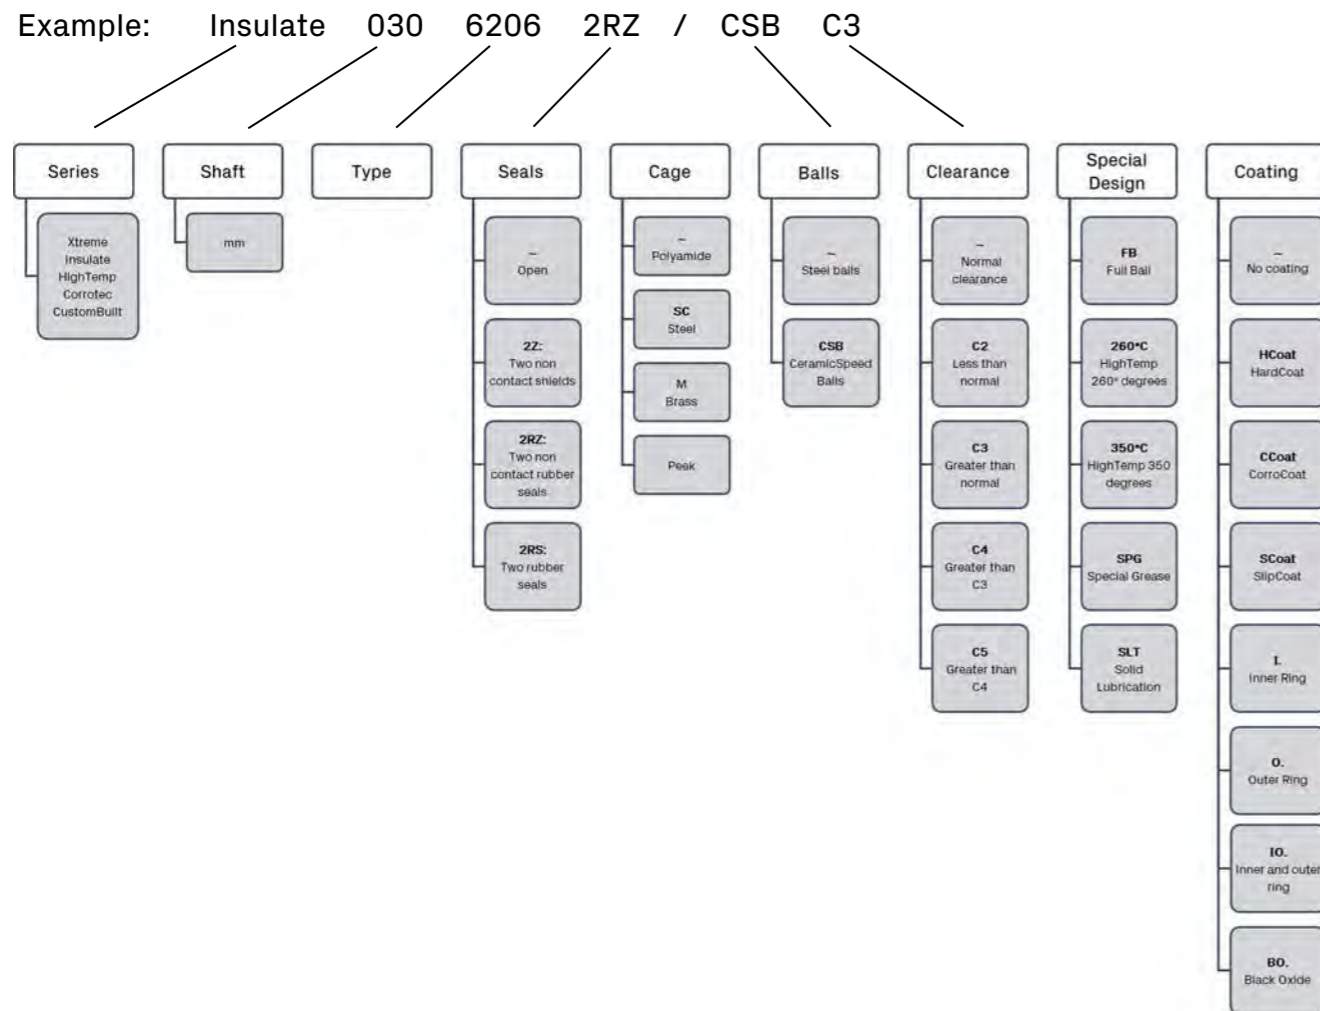 Example: Insulate 030 6206 2RZ / CSB C3
Series
Xtreme
Insulate
HighTemp
Corrotec
CustomBuilt
Shaft
mm
Type
Seals
~
Open
2Z:
Two non
contact shields
2RZ:
Two non
contact rubber
seals
2RS:
Two rubber
seals
Cage
~
Polyamide
SC
Steel
M
Brass
Peek
Balls
~
Steel balls
CSB
CeramicSpeed
Balls
Clearance
~
Normal
clearance
C2
Less than
normal
C3
Greater than
normal
C4
Greater than
C3
C5
Greater than
C4
Special
Design
FB
Full Ball
260°C
HighTemp
260° degrees
350°C
HighTemp 350
degrees
SPG
Special Grease
SLT
Solid
Lubrication
Coating
~
No coating
HCoat
HardCoat
CCoat
CorroCoat
SCoat
SlipCoat
I.
Inner Ring
O.
Outer Ring
IO.
Inner and outer
ring
BO.
Black Oxide